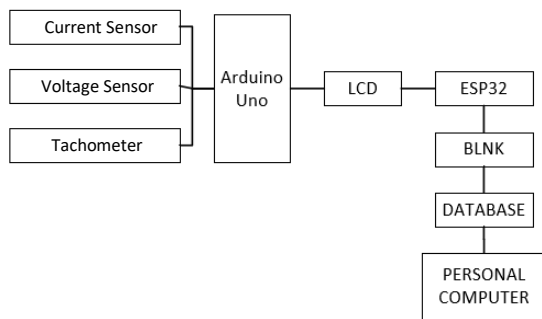 Current Sensor
Voltage Sensor
Tachometer
Arduino
Uno
LCD
ESP32
BLNK
DATABASE
PERSONAL
COMPUTER